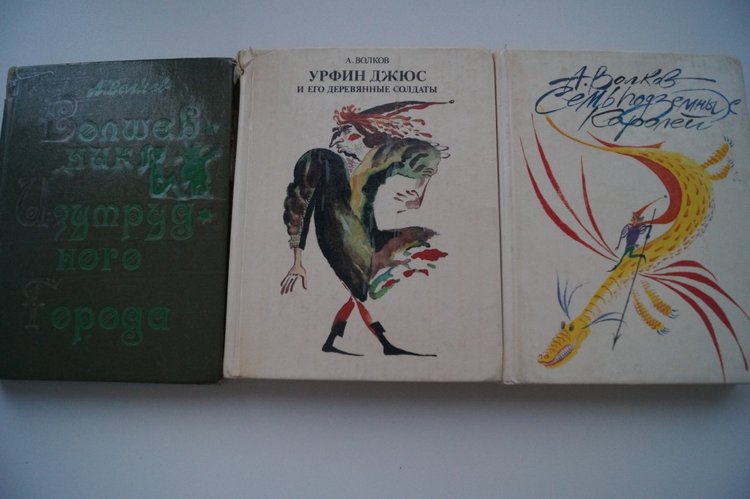 А. Волков
Волшеб-
ник
Изумруд-
ного
Города
А. ВОЛКОВ
УРФИН ДЖЮС
И ЕГО ДЕРЕВЯННЫЕ СОЛДАТЫ
А. Волков
Семь подземных
Королей